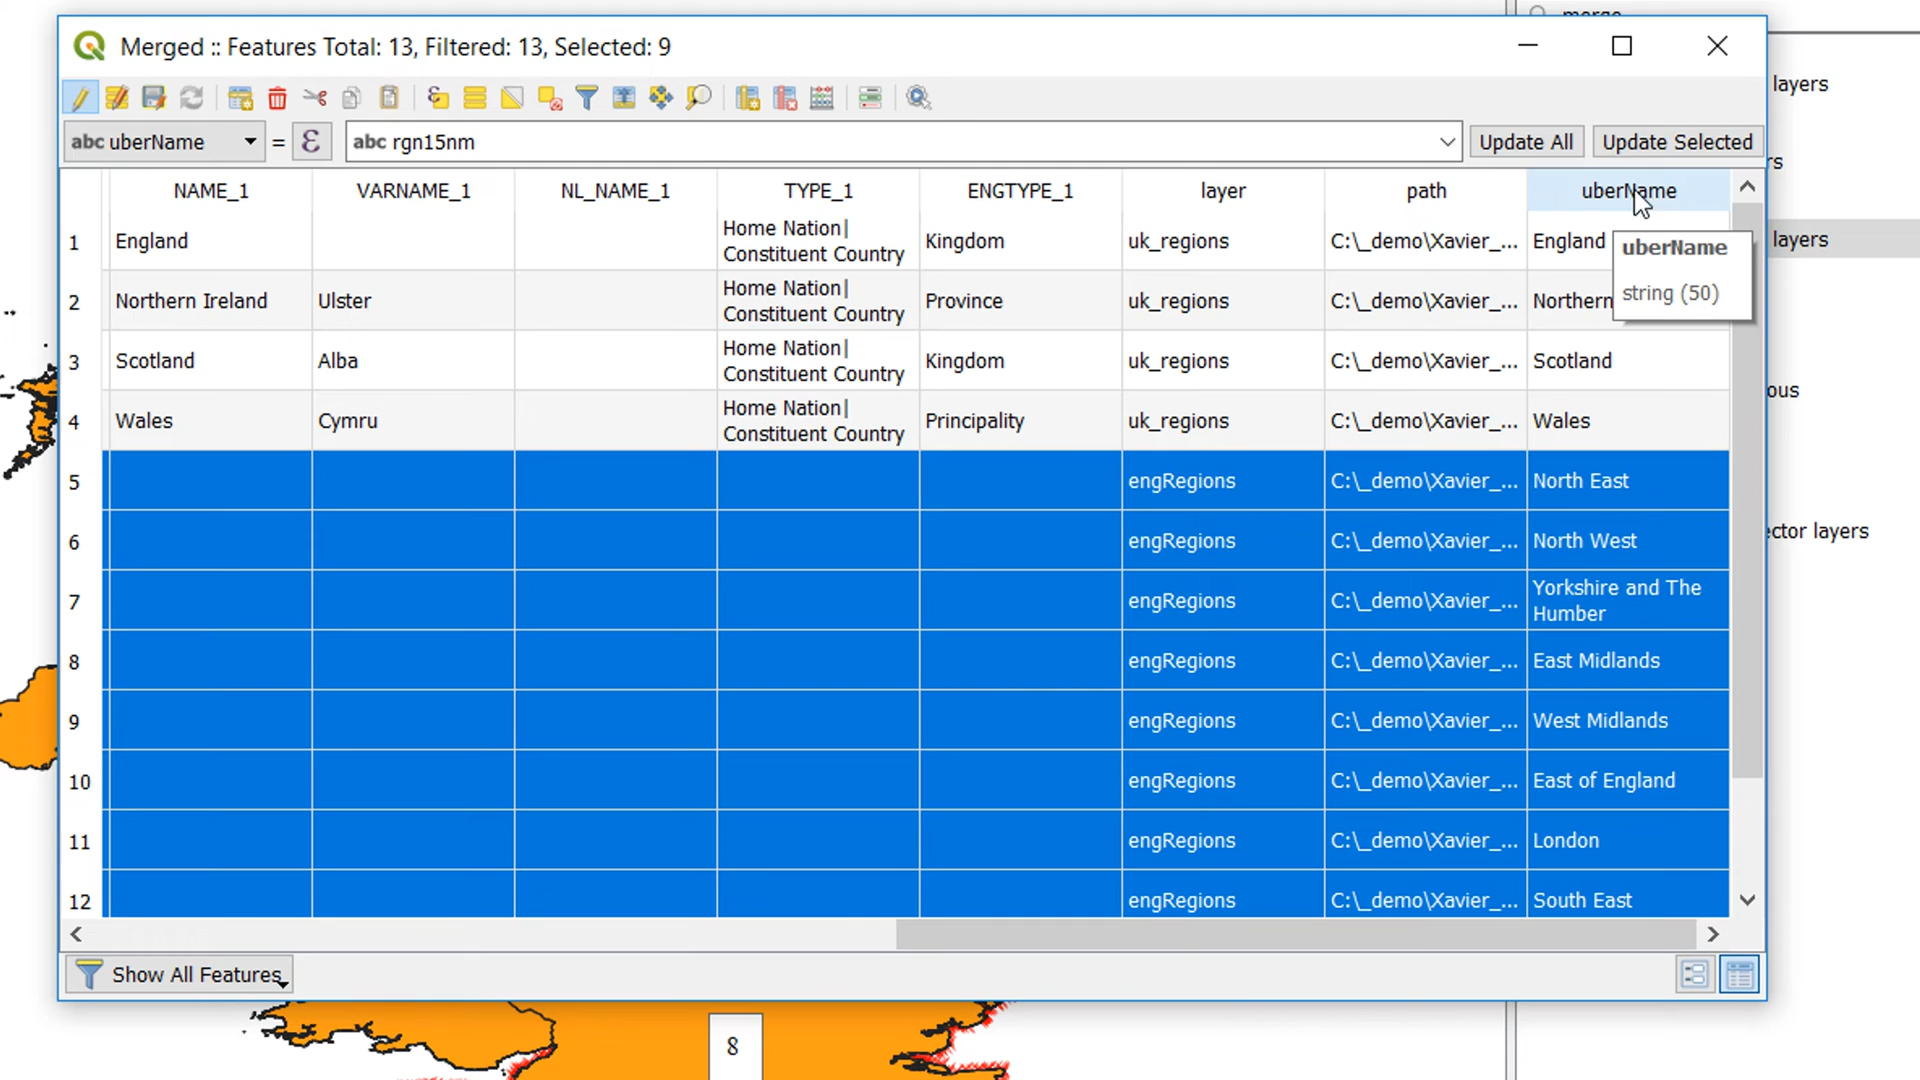 merge
Merged :: Features Total: 13, Filtered: 13, Selected: 9
layers
abc uberName = ε abc rgn15nm Update All Update Selected
NAME_1 VARNAME_1 NL_NAME_1 TYPE_1 ENGTYPE_1 layer path uberName
1 England Home Nation| Constituent Country Kingdom uk_regions C:\_demo\Xavier_... England
uberName
string (50)
layers
2 Northern Ireland Ulster Home Nation| Constituent Country Province uk_regions C:\_demo\Xavier_... Northern
3 Scotland Alba Home Nation| Constituent Country Kingdom uk_regions C:\_demo\Xavier_... Scotland
4 Wales Cymru Home Nation| Constituent Country Principality uk_regions C:\_demo\Xavier_... Wales
5 engRegions C:\_demo\Xavier_... North East
6 engRegions C:\_demo\Xavier_... North West
ector layers
7 engRegions C:\_demo\Xavier_... Yorkshire and The Humber
8 engRegions C:\_demo\Xavier_... East Midlands
9 engRegions C:\_demo\Xavier_... West Midlands
10 engRegions C:\_demo\Xavier_... East of England
11 engRegions C:\_demo\Xavier_... London
12 engRegions C:\_demo\Xavier_... South East
Show All Features
8